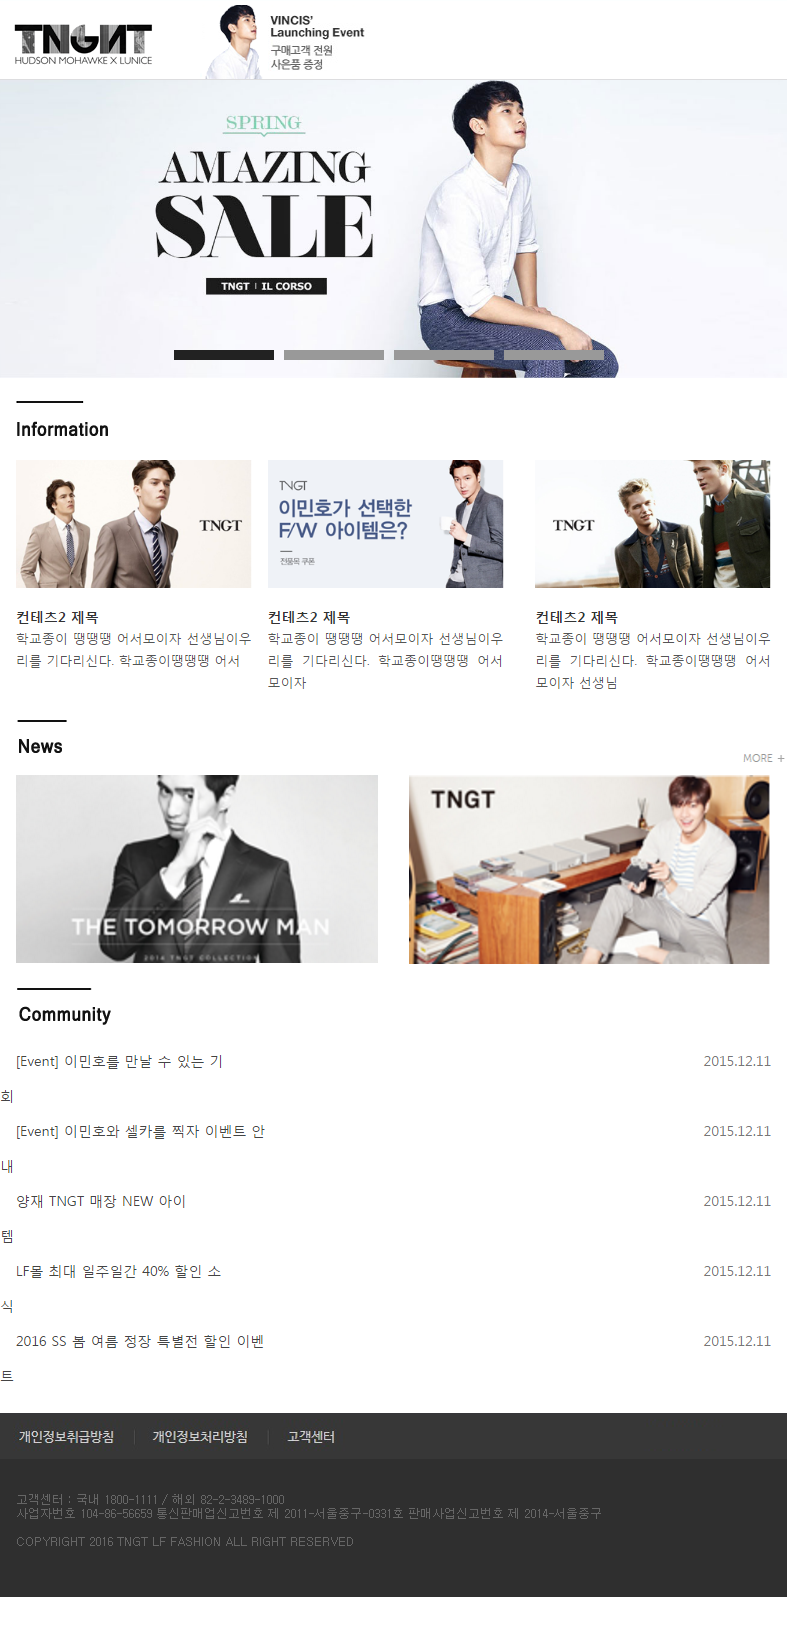 TNGHT
HUDSON MOHAWKE X LUNICE
VINCIS'
Launching Event
구매고객 전원
사은품 증정
SPRING
AMAZING
SALE
TNGT | IL CORSO
Information
TNGT
TNGT
이민호가 선택한
F/W 아이템은?
전품목 쿠폰
TNGT
컨테츠2 제목
학교종이 땡땡땡 어서모이자 선생님이우
리를 기다리신다. 학교종이땡땡땡 어서
컨테츠2 제목
학교종이 땡땡땡 어서모이자 선생님이우
리를 기다리신다. 학교종이땡땡땡 어서
모이자
컨테츠2 제목
학교종이 땡땡땡 어서모이자 선생님이우
리를 기다리신다. 학교종이땡땡땡 어서
모이자 선생님
News
MORE +
THE TOMORROW MAN
2014 TNGT COLLECTION
TNGT
Community
[Event] 이민호를 만날 수 있는 기 2015.12.11
회
[Event] 이민호와 셀카를 찍자 이벤트 안 2015.12.11
내
양재 TNGT 매장 NEW 아이 2015.12.11
템
LF몰 최대 일주일간 40% 할인 소 2015.12.11
식
2016 SS 봄 여름 정장 특별전 할인 이벤 2015.12.11
트
개인정보취급방침 | 개인정보처리방침 | 고객센터
고객센터 : 국내 1800-1111 / 해외 82-2-3489-1000
사업자번호 104-86-56659 통신판매업신고번호 제 2011-서울중구-0331호 판매사업신고번호 제 2014-서울중구
COPYRIGHT 2016 TNGT LF FASHION ALL RIGHT RESERVED